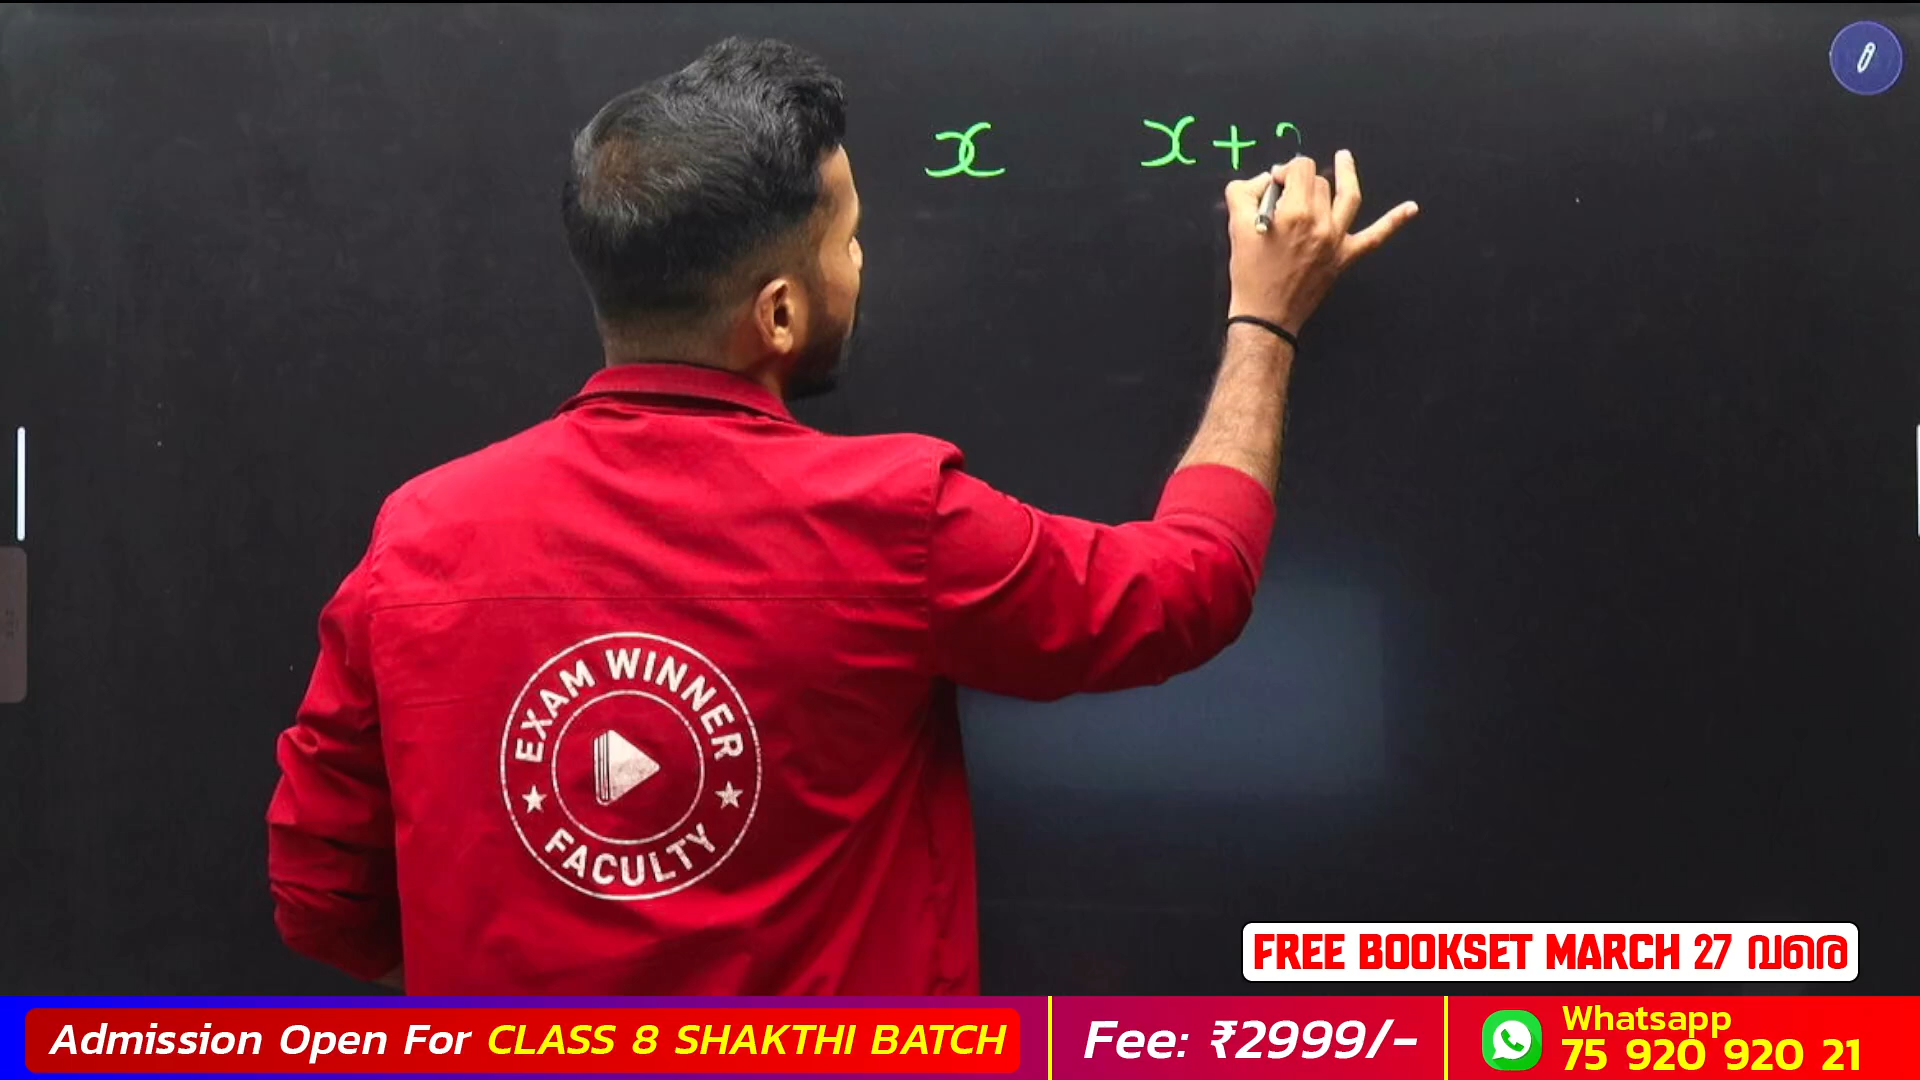 x x+
EXAM WINNER
FACULTY
FREE BOOKSET MARCH 27 വരെ
Admission Open For CLASS 8 SHAKTHI BATCH
Fee: ₹2999/-
Whatsapp
75 920 920 21